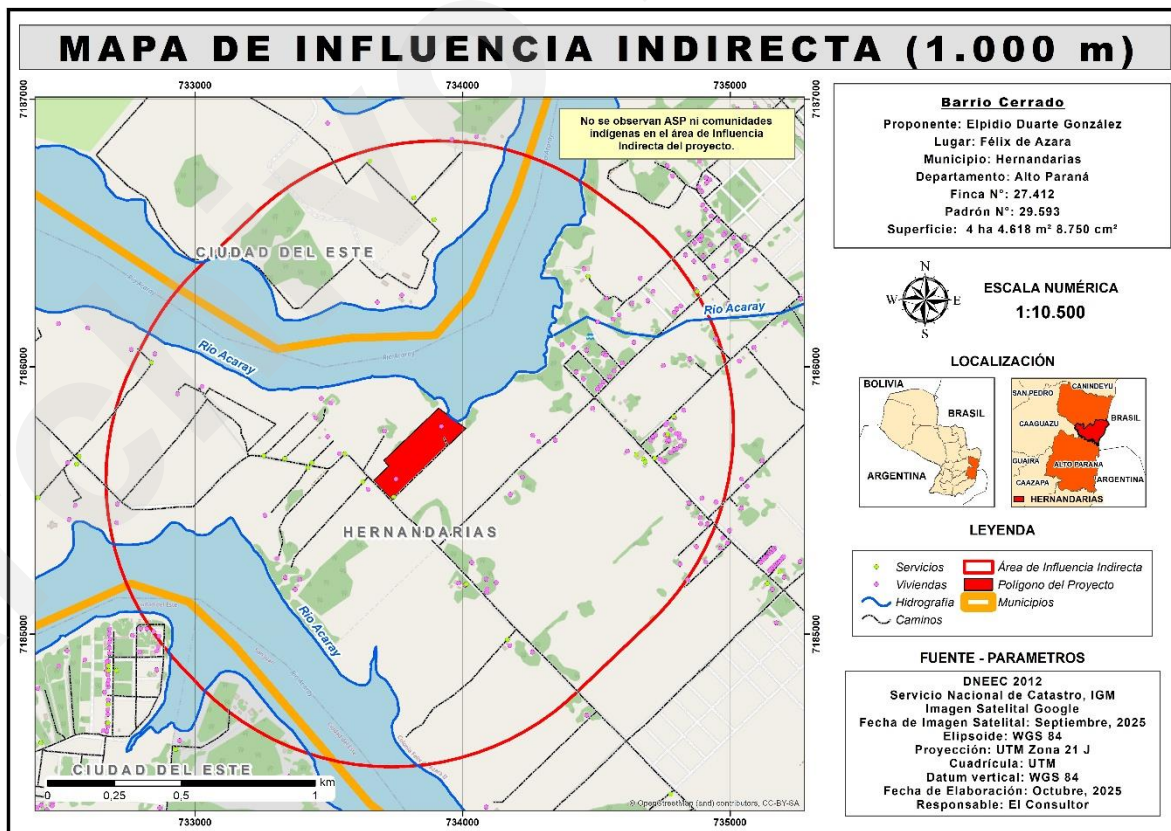 MAPA DE INFLUENCIA INDIRECTA (1.000 m)
733000
734000
735000
7187000
7187000
No se observan ASP ni comunidades
indígenas en el área de Influencia
Indirecta del proyecto.
CIUDAD DEL ESTE
Rio Acaray
Rio Acaray
7186000
7186000
HERNANDARIAS
Rio Acaray
7185000
7185000
CIUDAD DEL ESTE
km
0 0,25 0,5 1
© OpenStreetMap (and) contributors, CC-BY-SA
733000
734000
735000
Barrio Cerrado
Proponente: Elpidio Duarte González
Lugar: Félix de Azara
Municipio: Hernandarias
Departamento: Alto Paraná
Finca N°: 27.412
Padrón N°: 29.593
Superficie: 4 ha 4.618 m² 8.750 cm²
N
W E
S
ESCALA NUMÉRICA
1:10.500
LOCALIZACIÓN
BOLIVIA
BRASIL
ARGENTINA
SAN PEDRO
CANINDEYU
BRASIL
CAAGUAZU
GUAIRA
ALTO PARANÁ
CAAZAPA
ARGENTINA
HERNANDARIAS
LEYENDA
Servicios
Viviendas
Hidrografía
Caminos
Área de Influencia Indirecta
Polígono del Proyecto
Municipios
FUENTE - PARAMETROS
DNEEC 2012
Servicio Nacional de Catastro, IGM
Imagen Satelital Google
Fecha de Imagen Satelital: Septiembre, 2025
Elipsoide: WGS 84
Proyección: UTM Zona 21 J
Cuadrícula: UTM
Datum vertical: WGS 84
Fecha de Elaboración: Octubre, 2025
Responsable: El Consultor